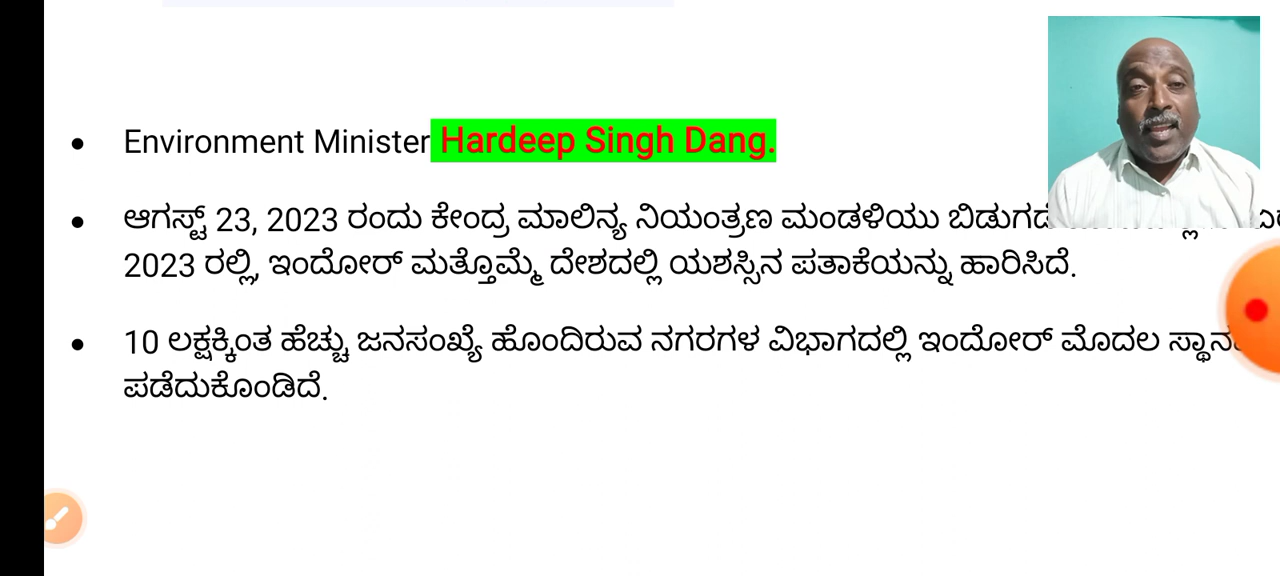 Environment Minister Hardeep Singh Dang.
ಆಗಸ್ಟ್ 23, 2023 ರಂದು ಕೇಂದ್ರ ಮಾಲಿನ್ಯ ನಿಯಂತ್ರಣ ಮಂಡಳಿಯು
2023 ರಲ್ಲಿ, ಇಂದೋರ್ ಮತ್ತೊಮ್ಮೆ ದೇಶದಲ್ಲಿ ಯಶಸ್ಸಿನ ಪತಾಕೆಯನ್ನು ಹಾರಿಸಿದೆ.
10 ಲಕ್ಷಕ್ಕಿಂತ ಹೆಚ್ಚು ಜನಸಂಖ್ಯೆ ಹೊಂದಿರುವ ನಗರಗಳ ವಿಭಾಗದಲ್ಲಿ ಇಂದೋರ್ ಮೊದಲ
ಪಡೆದುಕೊಂಡಿದೆ.